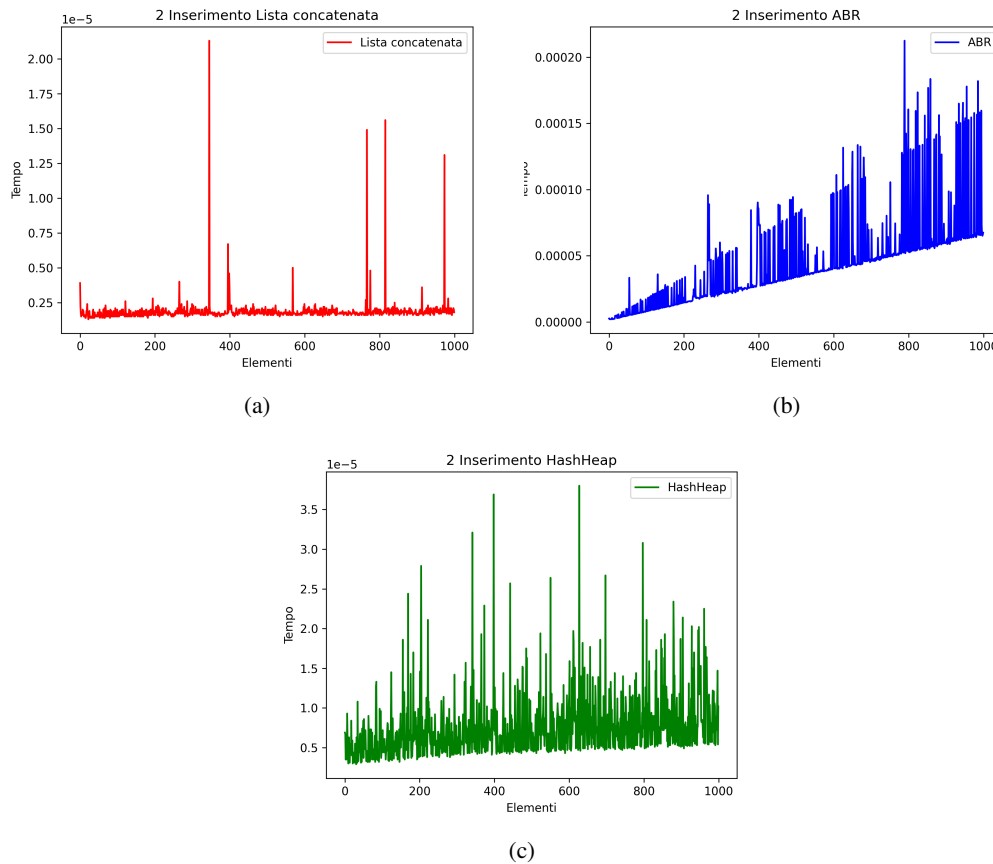 2 Inserimento Lista concatenata
1e−5
Lista concatenata
2.00
1.75
1.50
1.25
1.00
0.75
0.50
0.25
Tempo
0 200 400 600 800 1000
Elementi
(a)
2 Inserimento ABR
ABR
0.00020
0.00015
0.00010
0.00005
0.00000
0 200 400 600 800 1000
Elementi
(b)
2 Inserimento HashHeap
1e−5
HashHeap
3.5
3.0
2.5
2.0
1.5
1.0
0.5
Tempo
0 200 400 600 800 1000
Elementi
(c)